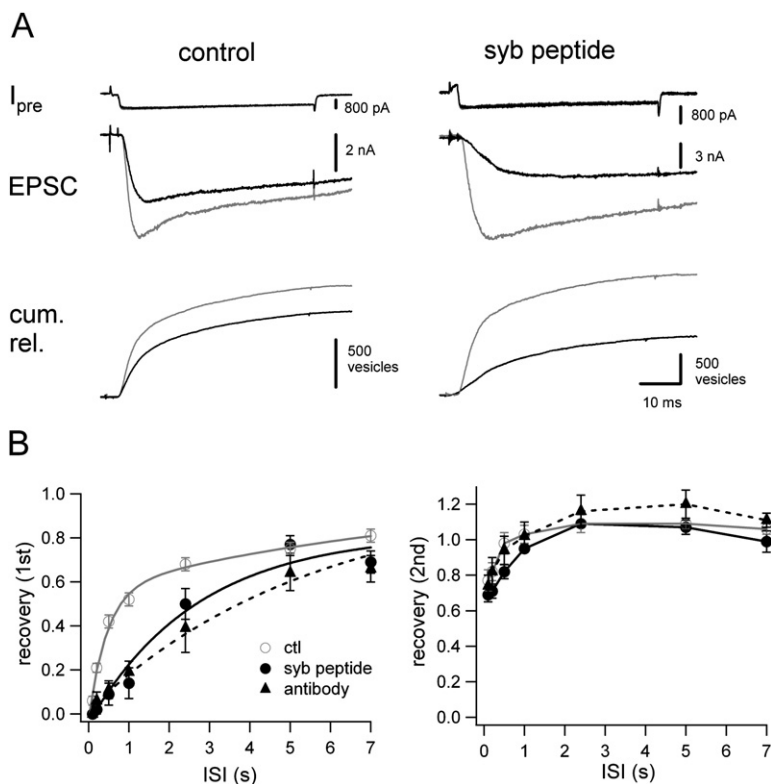 A
control
syb peptide
I pre
800 pA
800 pA
2 nA
3 nA
EPSC
cum.
rel.
500
vesicles
500
vesicles
10 ms
B
recovery (1st)
1.0
0.8
0.6
0.4
0.2
0.0
ctl
syb peptide
antibody
0 1 2 3 4 5 6 7
ISI (s)
recovery (2nd)
1.2
1.0
0.8
0.6
0.4
0.2
0.0
0 1 2 3 4 5 6 7
ISI (s)